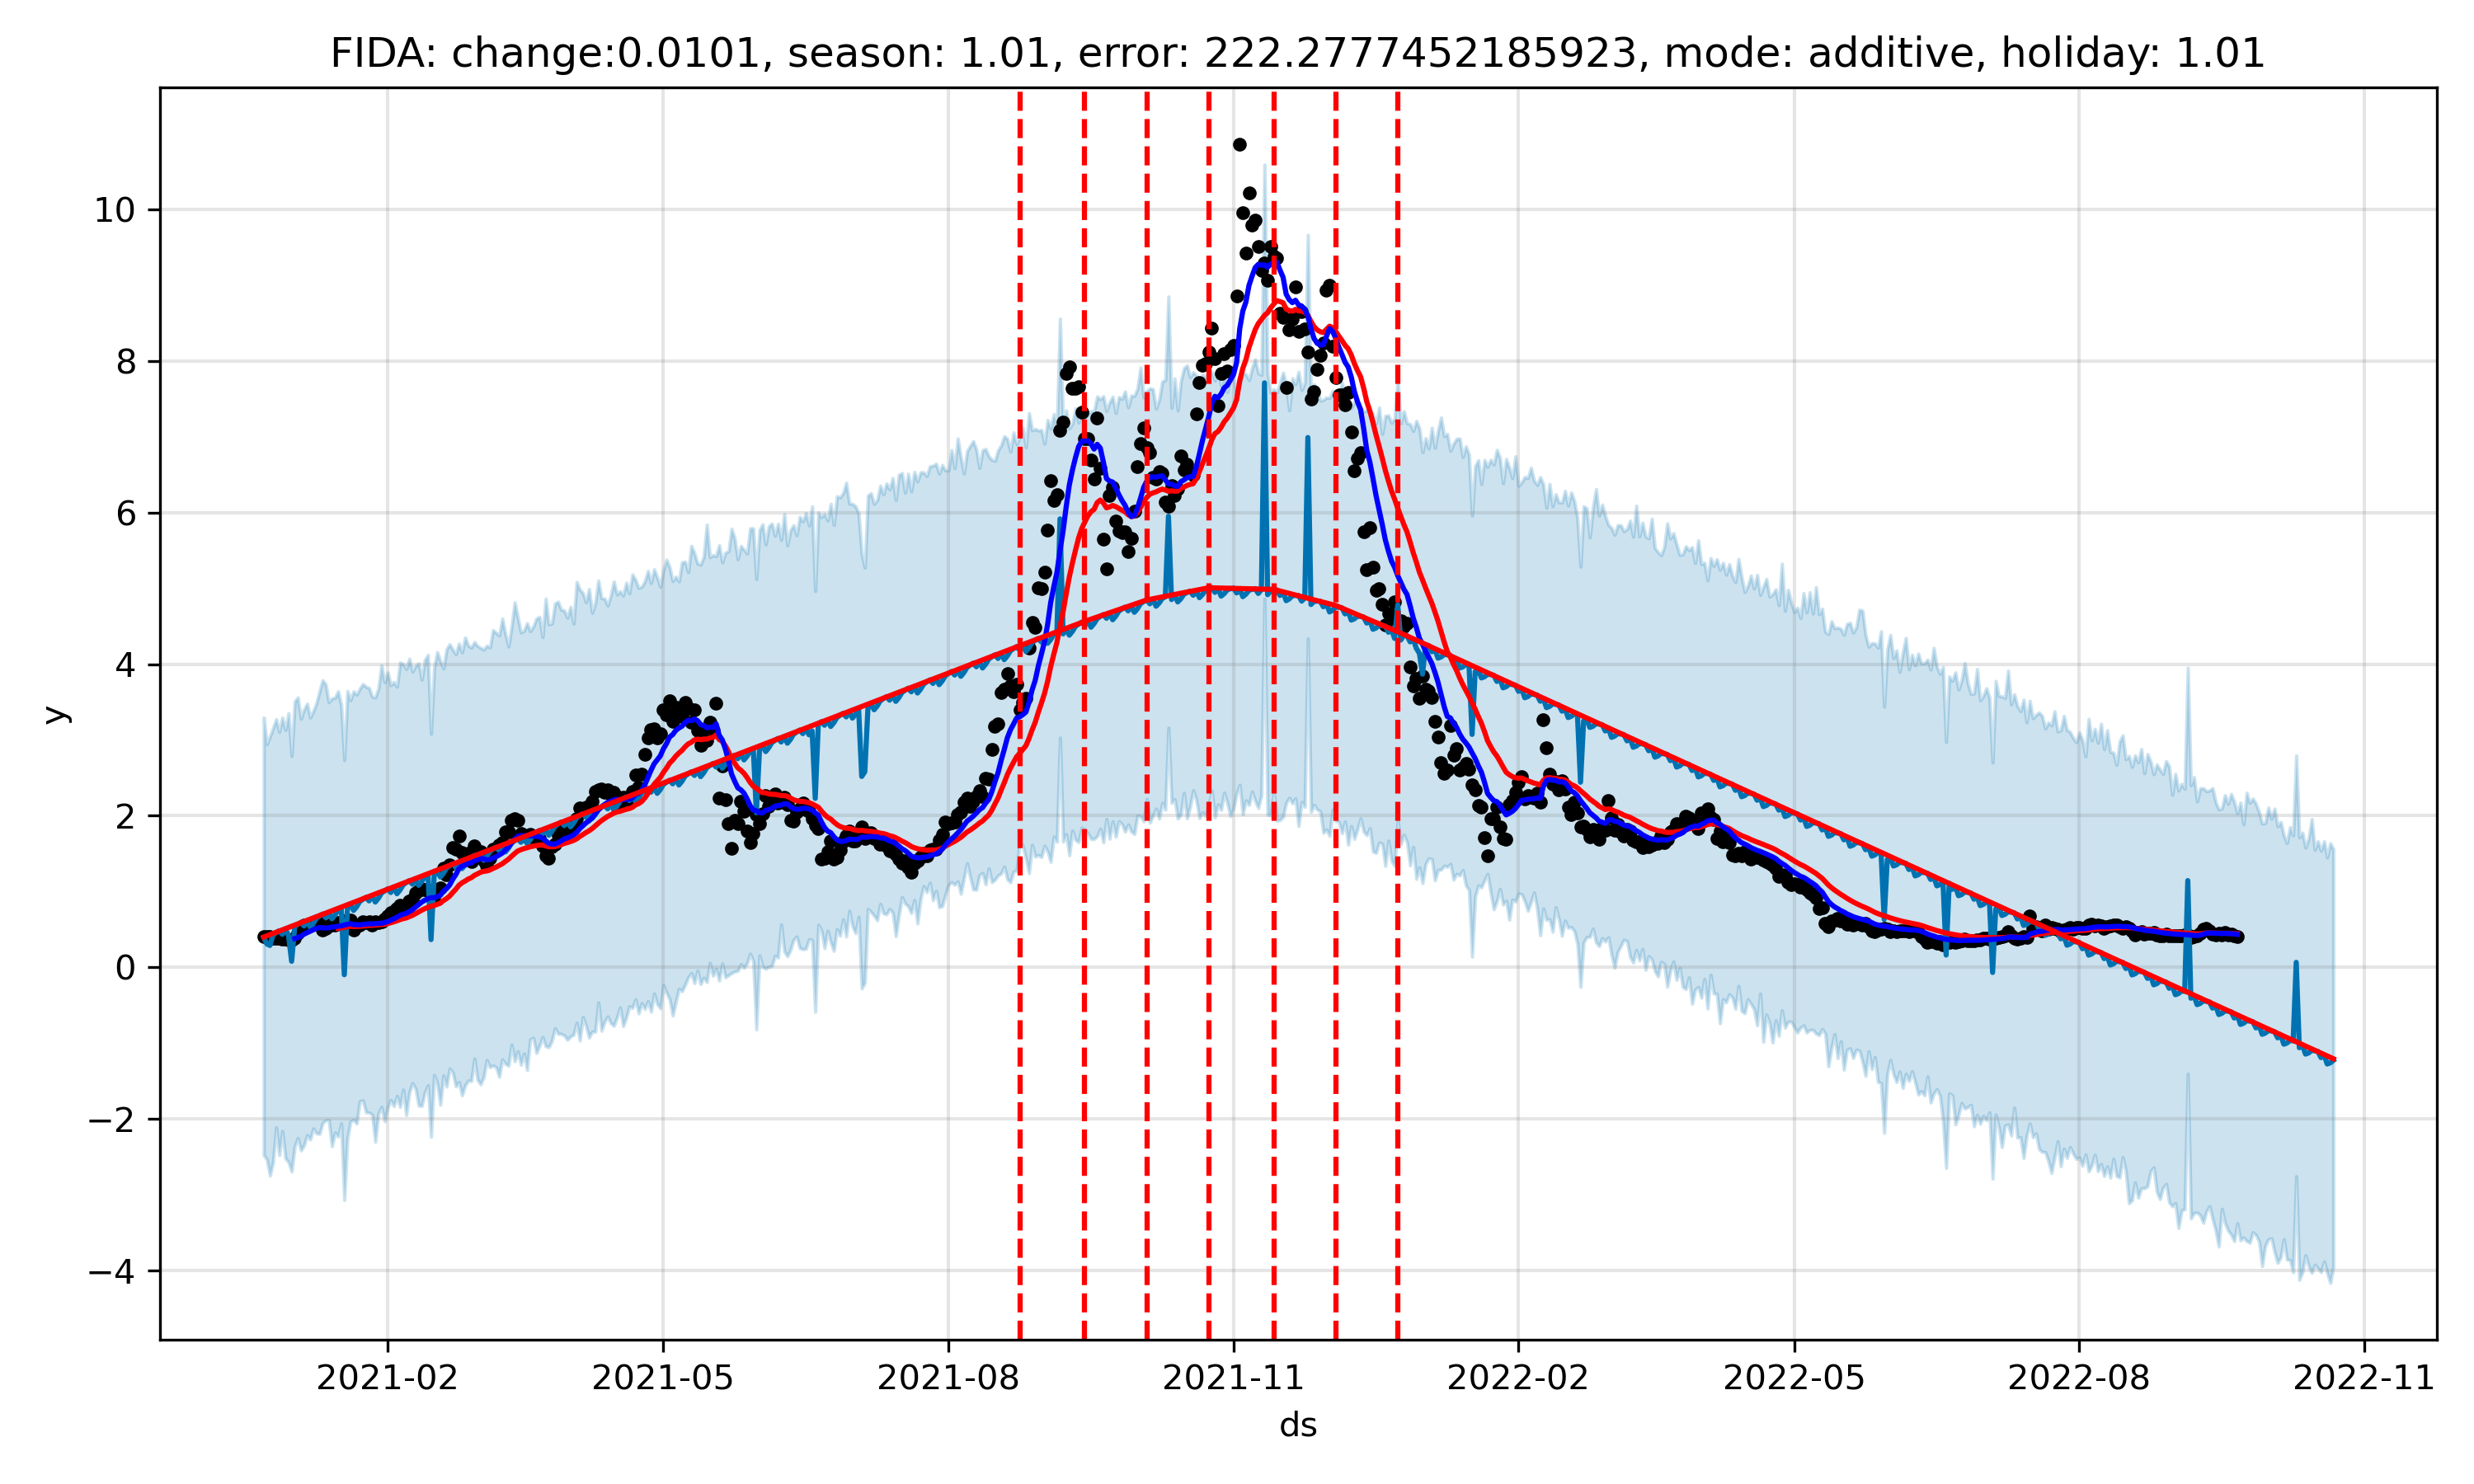 FIDA: change:0.0101, season: 1.01, error: 222.2777452185923, mode: additive, holiday: 1.01
10
8
6
4
2
0
−2
−4
y
2021-02 2021-05 2021-08 2021-11 2022-02 2022-05 2022-08 2022-11
ds